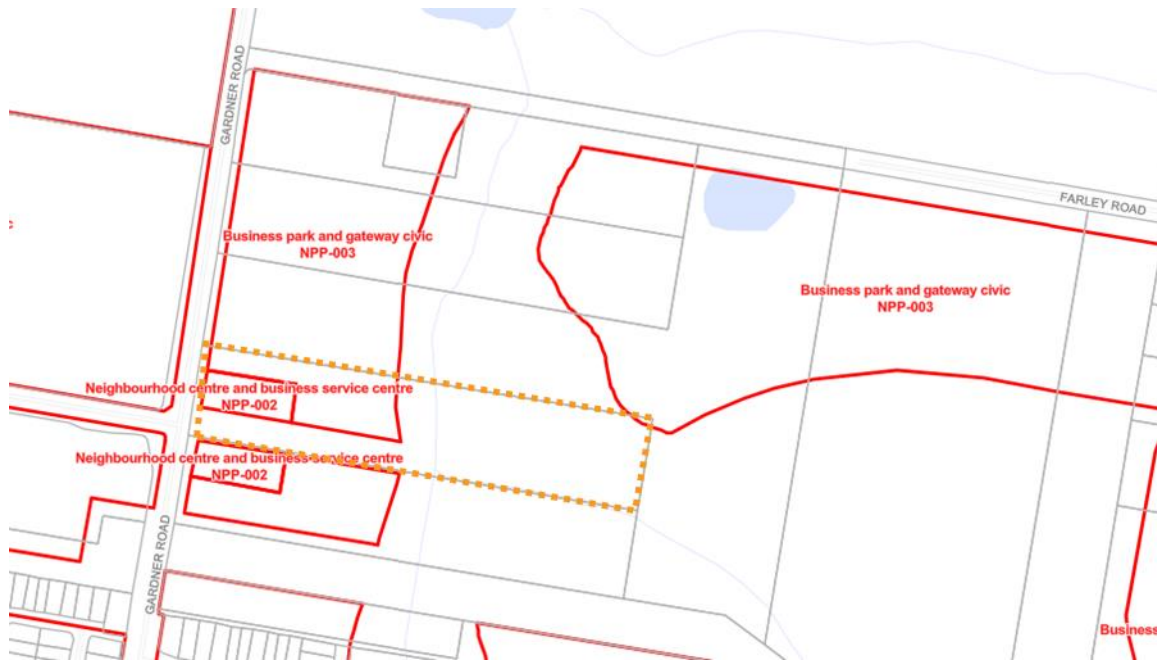 GARDNER ROAD
FARLEY ROAD
Business park and gateway civic
NPP-003
Business park and gateway civic
NPP-003
Neighbourhood centre and business service centre
NPP-002
Neighbourhood centre and business service centre
NPP-002
GARDNER ROAD
Business